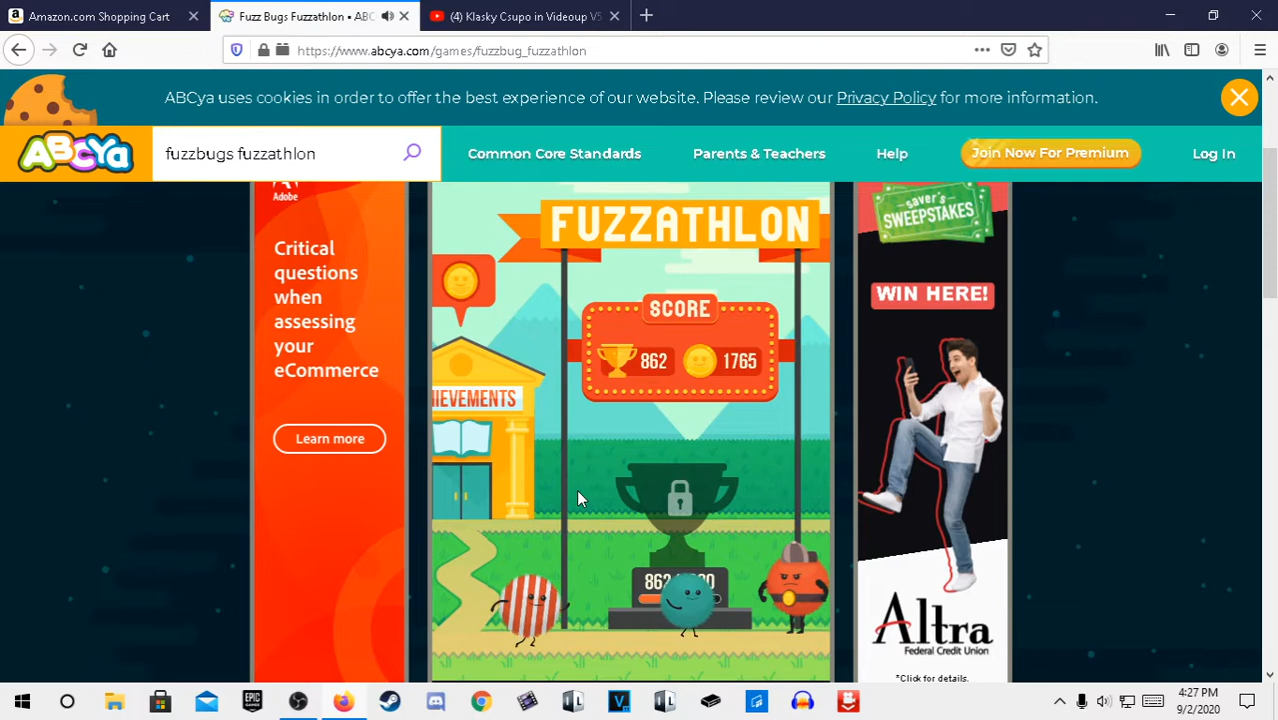 Amazon.com Shopping Cart
Fuzz Bugs Fuzzathlon • ABC
(4) Klasky Csupo in Videoup V5
https://www.abcya.com/games/fuzzbug_fuzzathlon
ABCya uses cookies in order to offer the best experience of our website. Please review our Privacy Policy for more information.
ABCya
fuzzbugs fuzzathlon
Common Core Standards
Parents & Teachers
Help
Join Now For Premium
Log In
Adobe
Critical
questions
when
assessing
your
eCommerce
Learn more
FUZZATHLON
SCORE
862
1765
IEVEMENTS
862
saver's
SWEEPSTAKES
WIN HERE!
Altra
Federal Credit Union
*Click for details.
EPIC
GAMES
4:27 PM
9/2/2020